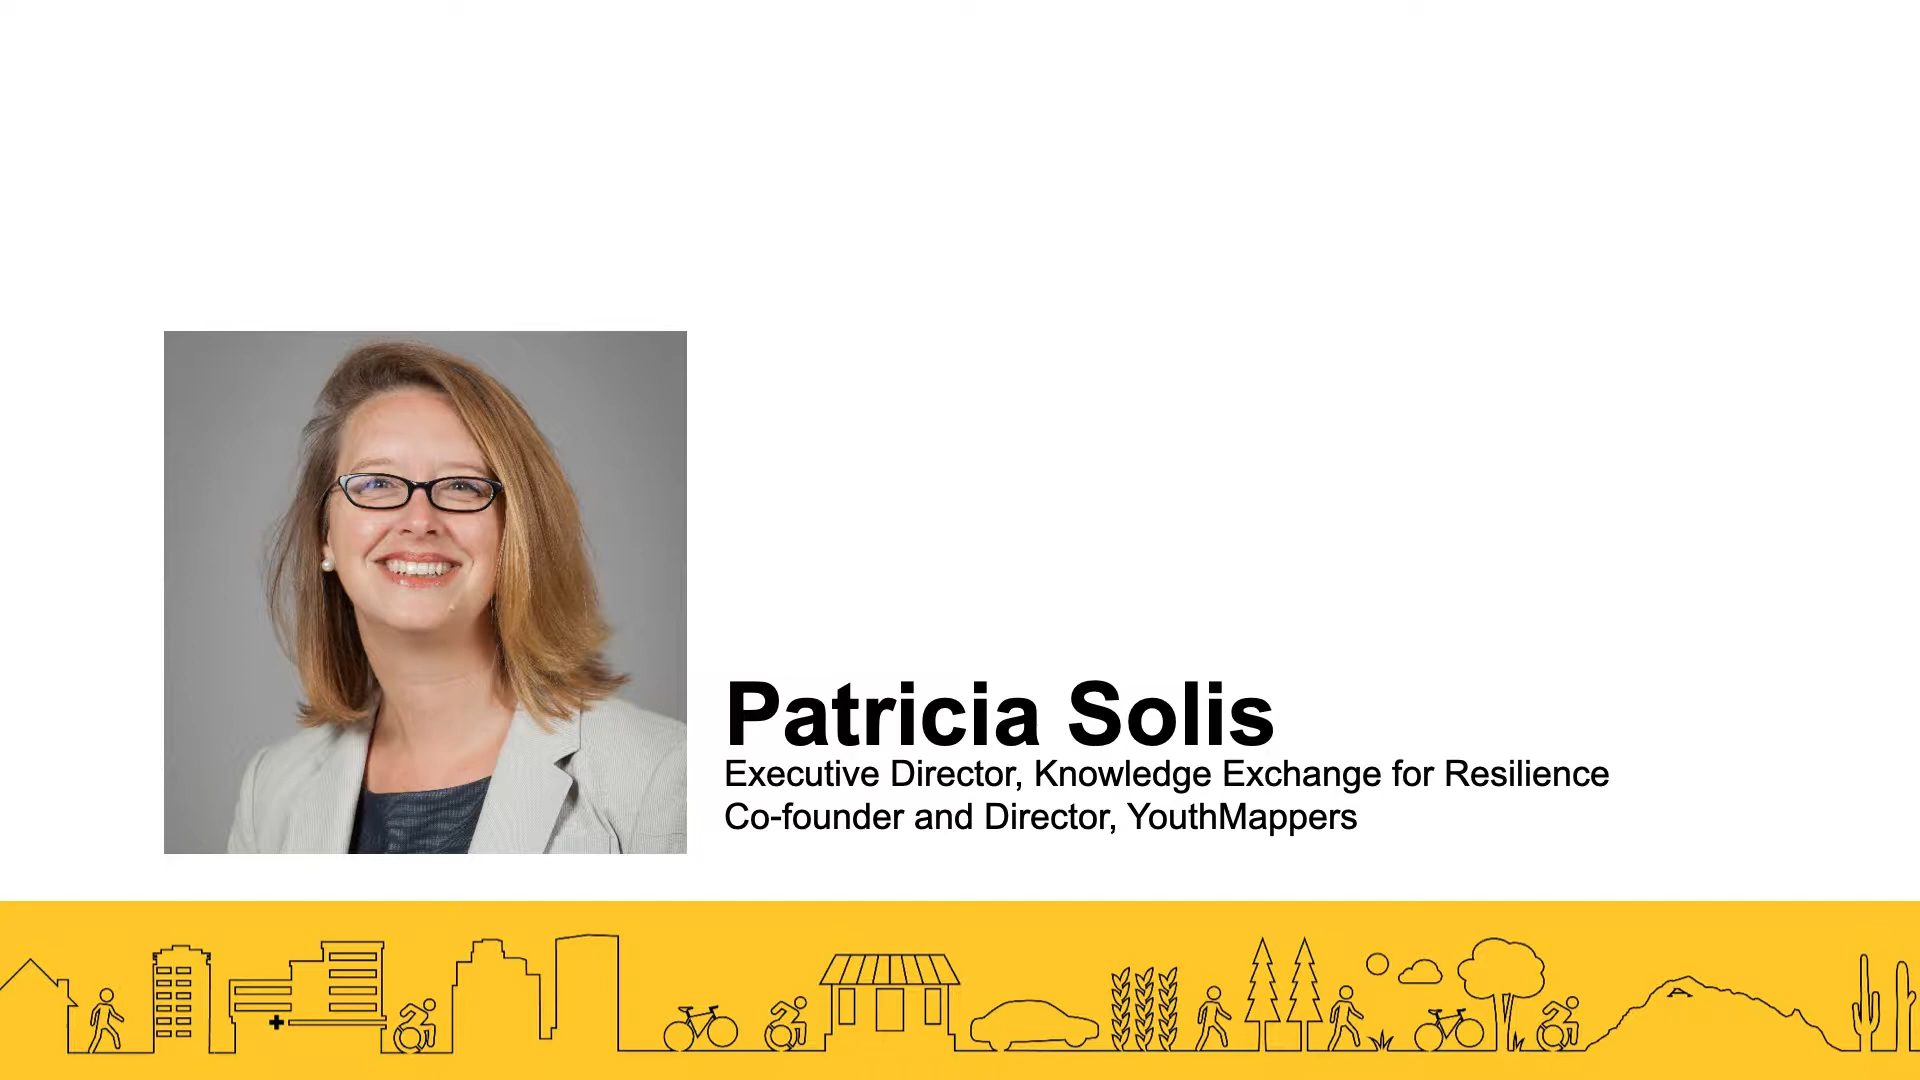 Patricia Solis
Executive Director, Knowledge Exchange for Resilience
Co-founder and Director, YouthMappers